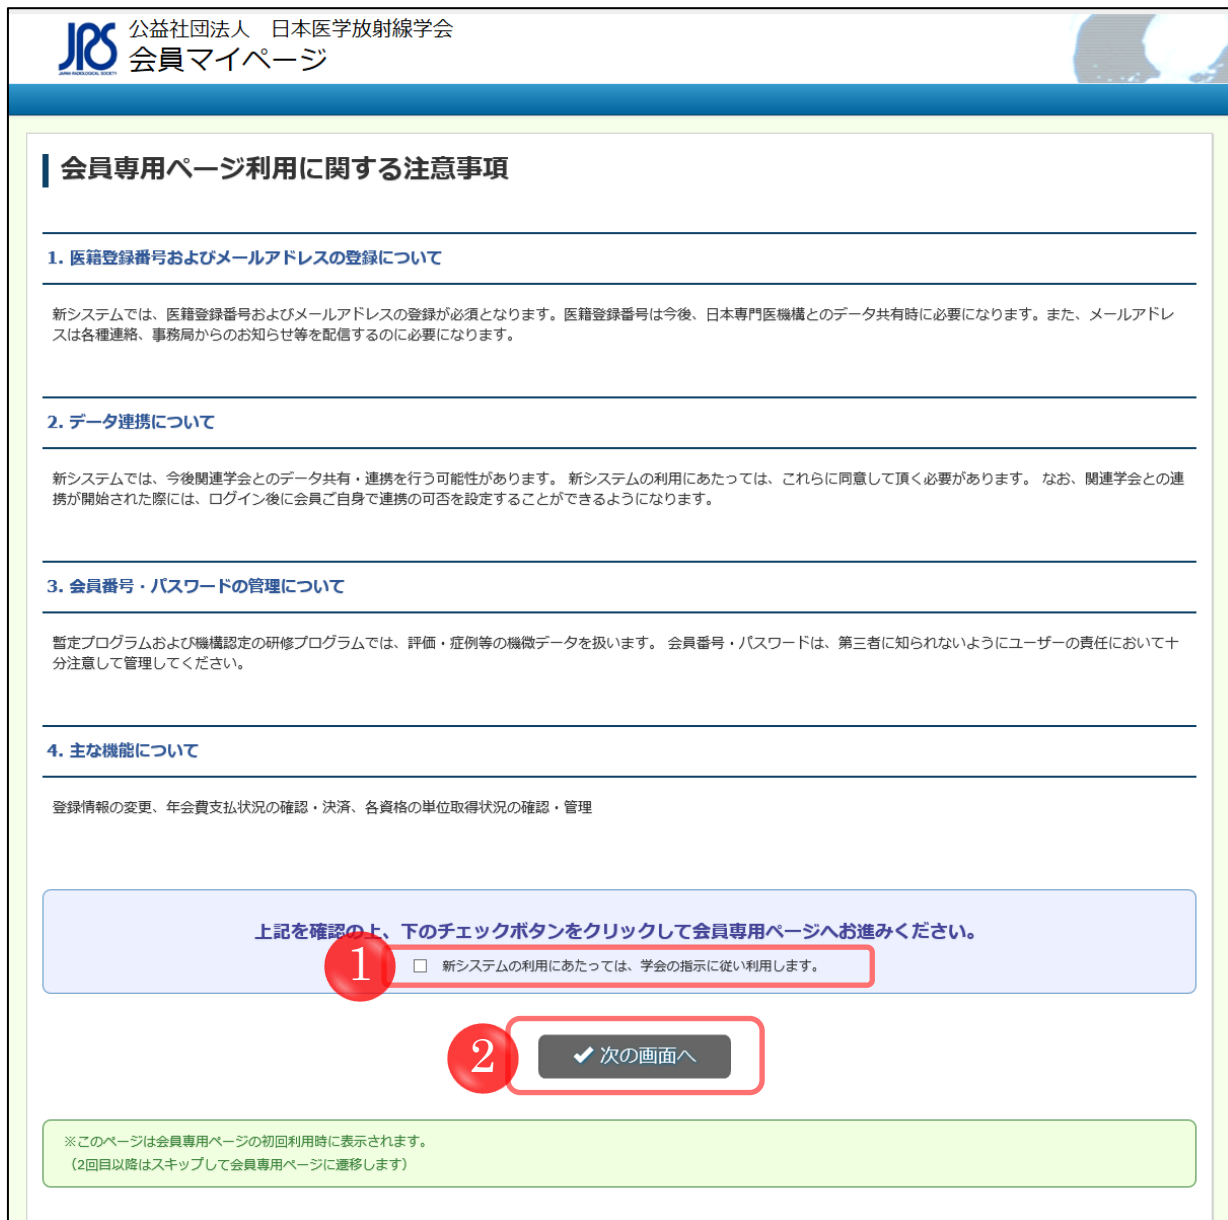 JRS
JAPAN RADIOLOGICAL SOCIETY
公益社団法人　日本医学放射線学会
会員マイページ
会員専用ページ利用に関する注意事項
1. 医籍登録番号およびメールアドレスの登録について
新システムでは、医籍登録番号およびメールアドレスの登録が必須となります。医籍登録番号は今後、日本専門医機構とのデータ共有時に必要になります。また、メールアドレ
スは各種連絡、事務局からのお知らせ等を配信するのに必要になります。
2. データ連携について
新システムでは、今後関連学会とのデータ共有・連携を行う可能性があります。 新システムの利用にあたっては、これらに同意して頂く必要があります。 なお、関連学会との連
携が開始された際には、ログイン後に会員ご自身で連携の可否を設定することができるようになります。
3. 会員番号・パスワードの管理について
暫定プログラムおよび機構認定の研修プログラムでは、評価・症例等の機微データを扱います。 会員番号・パスワードは、第三者に知られないようにユーザーの責任において十
分注意して管理してください。
4. 主な機能について
登録情報の変更、年会費支払状況の確認・決済、各資格の単位取得状況の確認・管理
上記を確認の上、下のチェックボタンをクリックして会員専用ページへお進みください。
1
新システムの利用にあたっては、学会の指示に従い利用します。
2
次の画面へ
※このページは会員専用ページの初回利用時に表示されます。
（2回目以降はスキップして会員専用ページに遷移します）